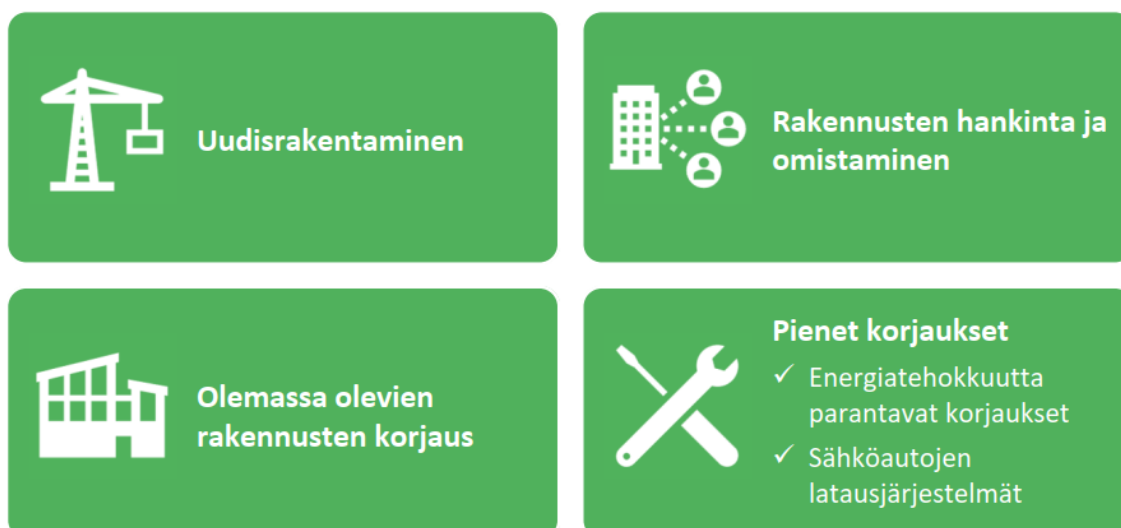 Uudisrakentaminen
Rakennusten hankinta ja
omistaminen
Olemassa olevien
rakennusten korjaus
Pienet korjaukset
✓ Energiatehokkuutta
parantavat korjaukset
✓ Sähköautojen
latausjärjestelmät